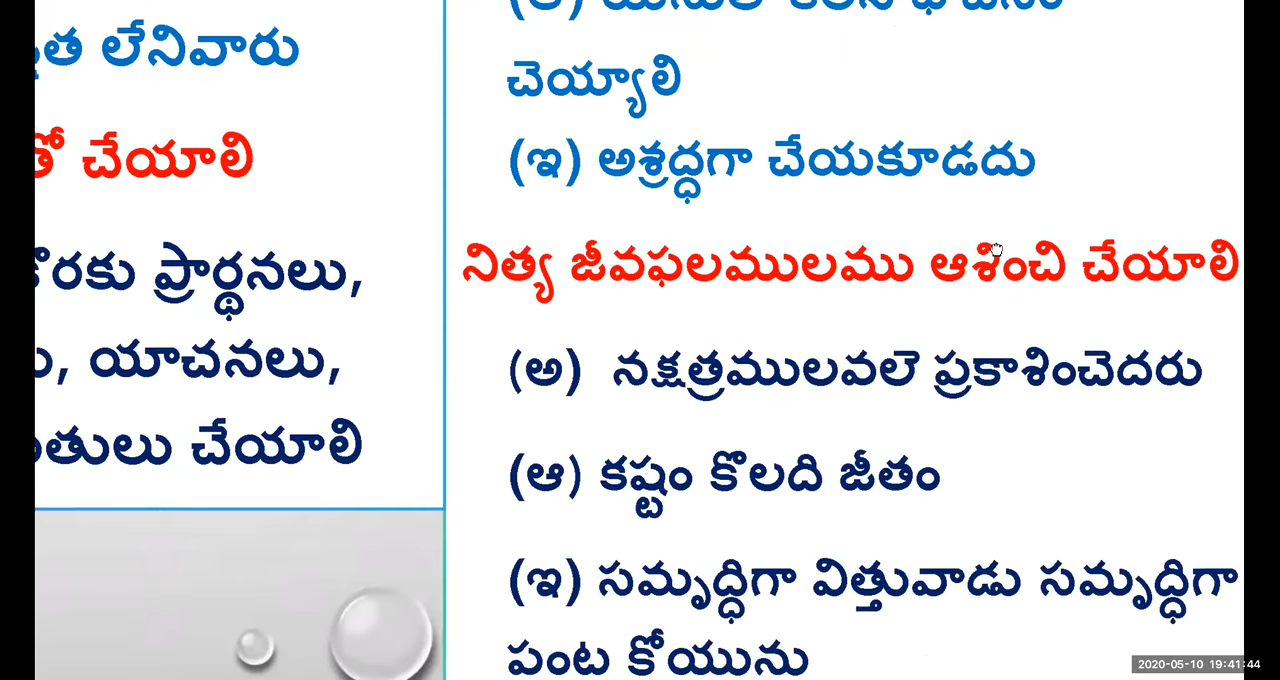 లేనివారు
చేయాలి
ప్రార్థనలు,
యాచనలు,
చేయాలి
చెయ్యాలి
(ఇ) అశ్రద్ధగా చేయకూడదు
నిత్య జీవఫలములము ఆశించి చేయాలి
(అ) నక్షత్రములవలె ప్రకాశించెదరు
(ఆ) కష్టం కొలది జీతం
(ఇ) సమృద్ధిగా విత్తువాడు సమృద్ధిగా
పంట కోయును
2020-05-10 19:41:44